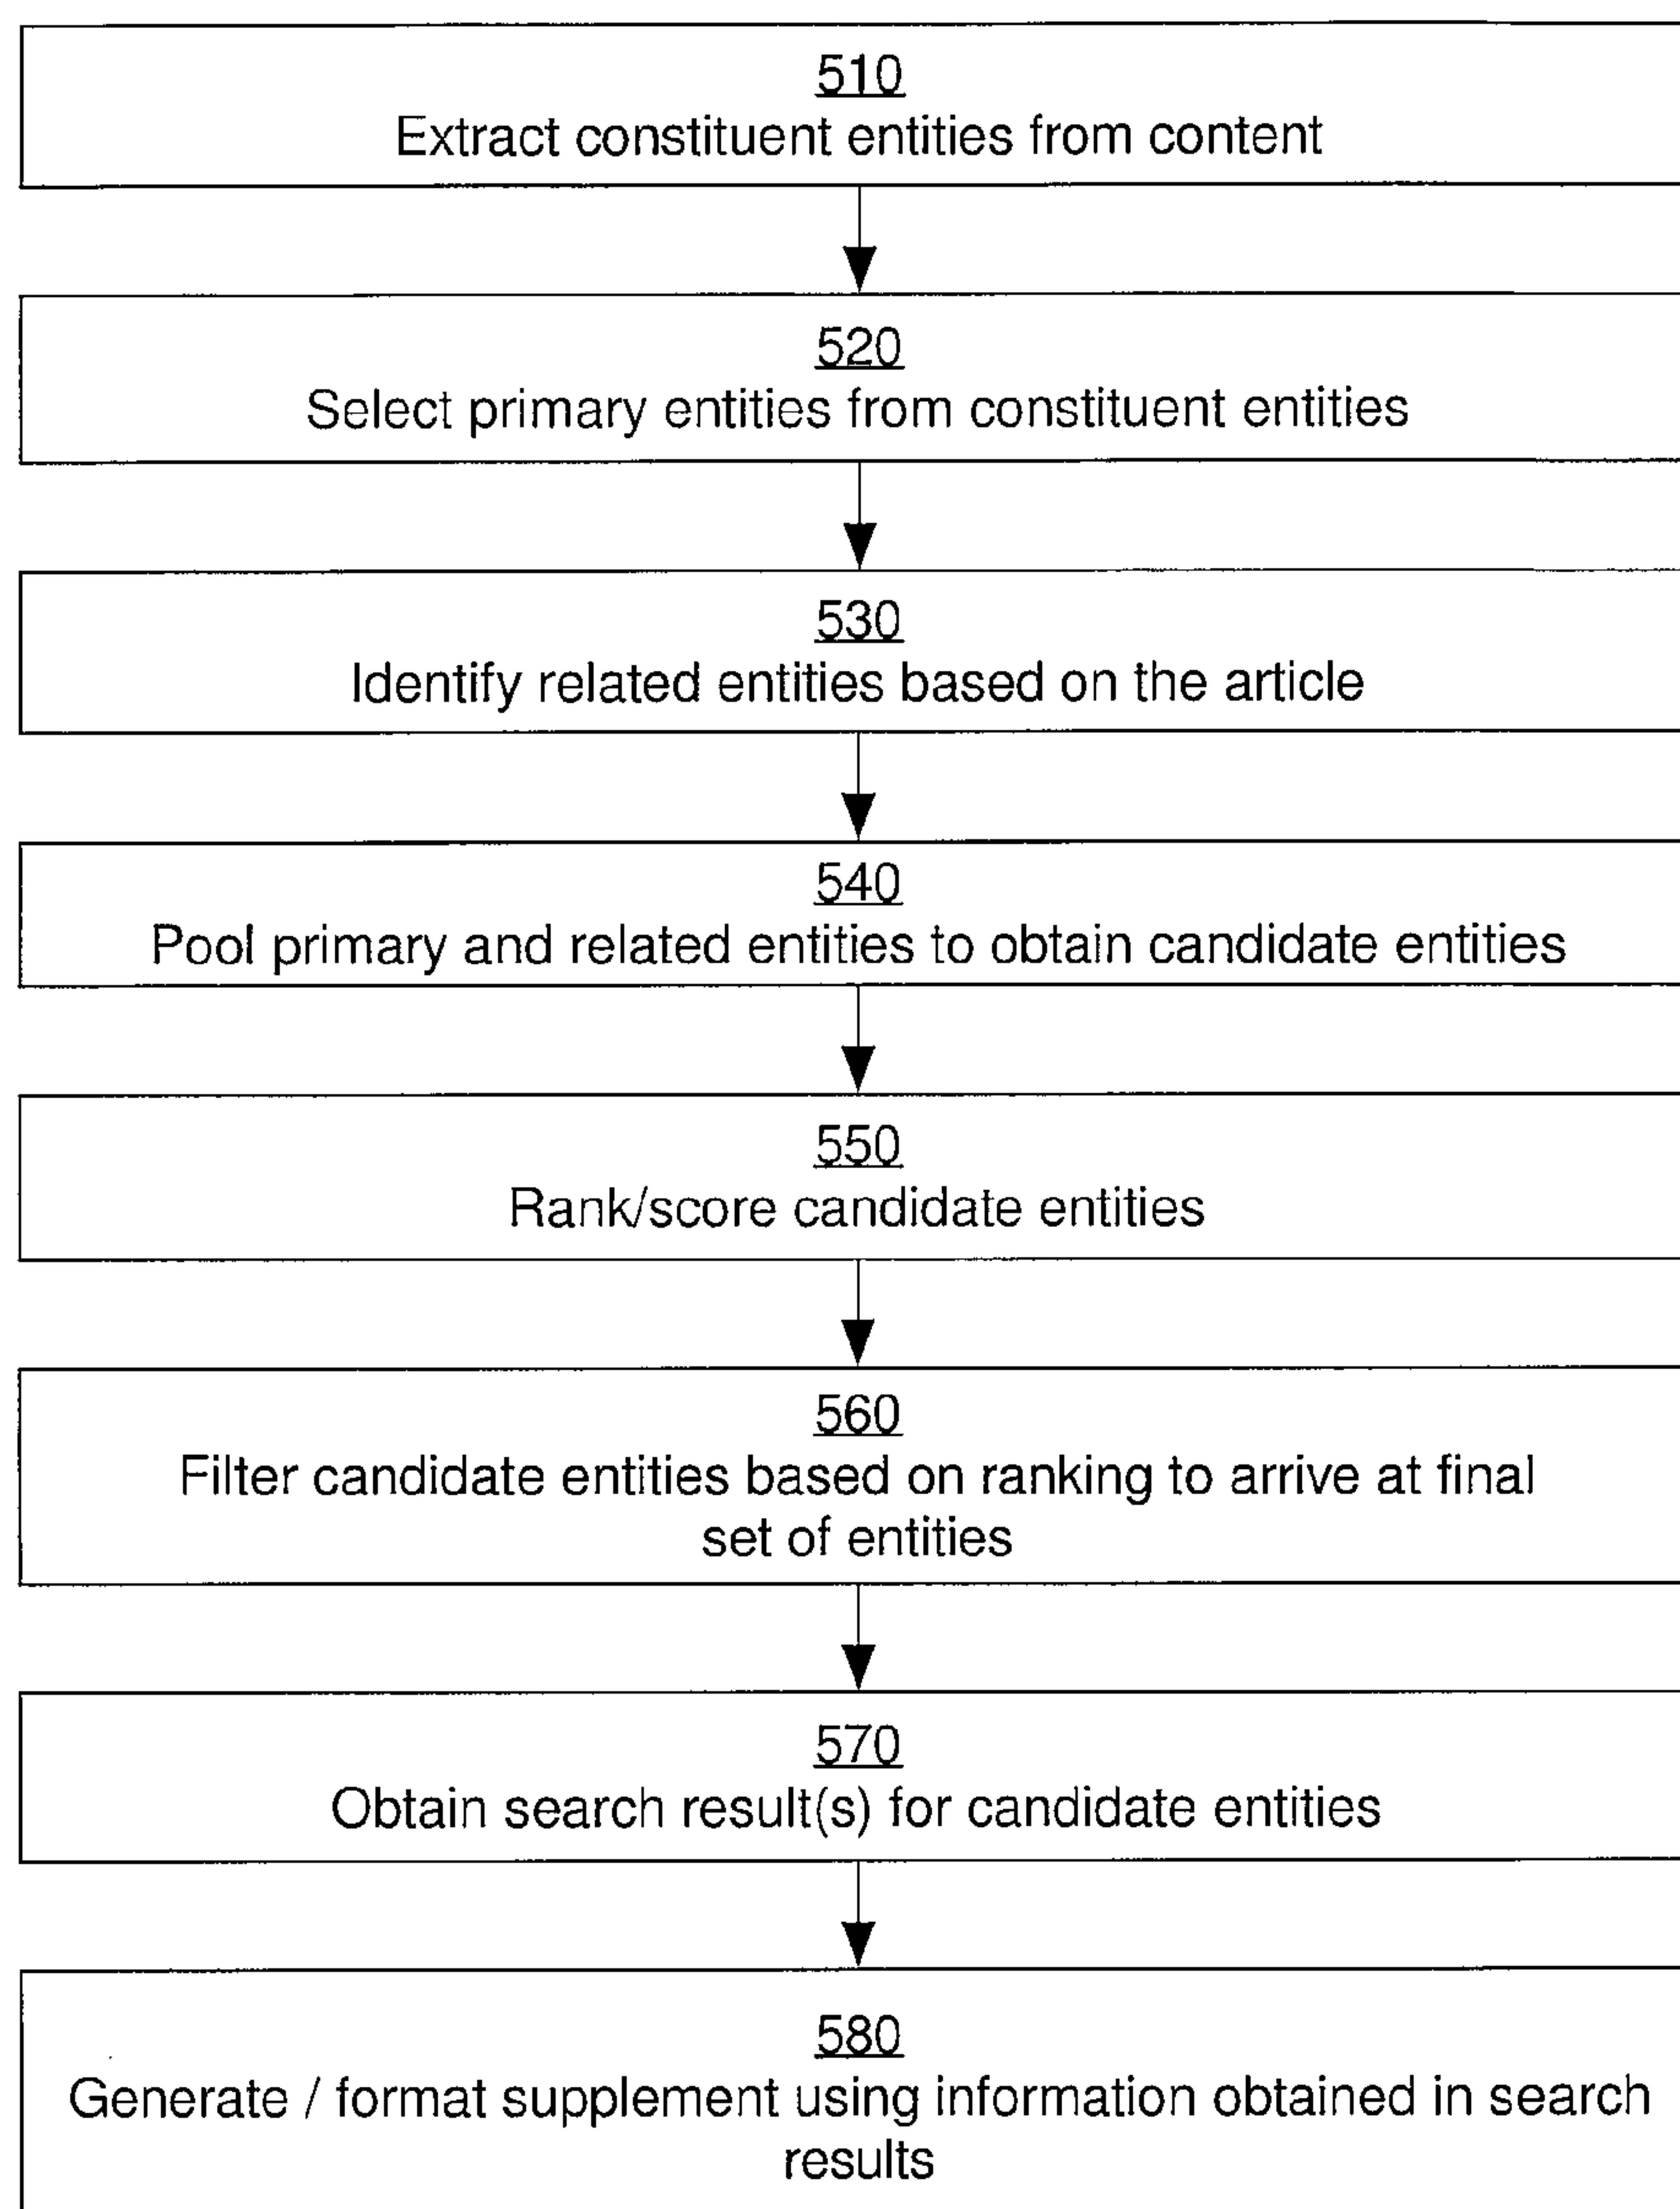 510
Extract constituent entities from content
520
Select primary entities from constituent entities
530
Identify related entities based on the article
540
Pool primary and related entities to obtain candidate entities
550
Rank/score candidate entities
560
Filter candidate entities based on ranking to arrive at final
set of entities
570
Obtain search result(s) for candidate entities
580
Generate / format supplement using information obtained in search
results